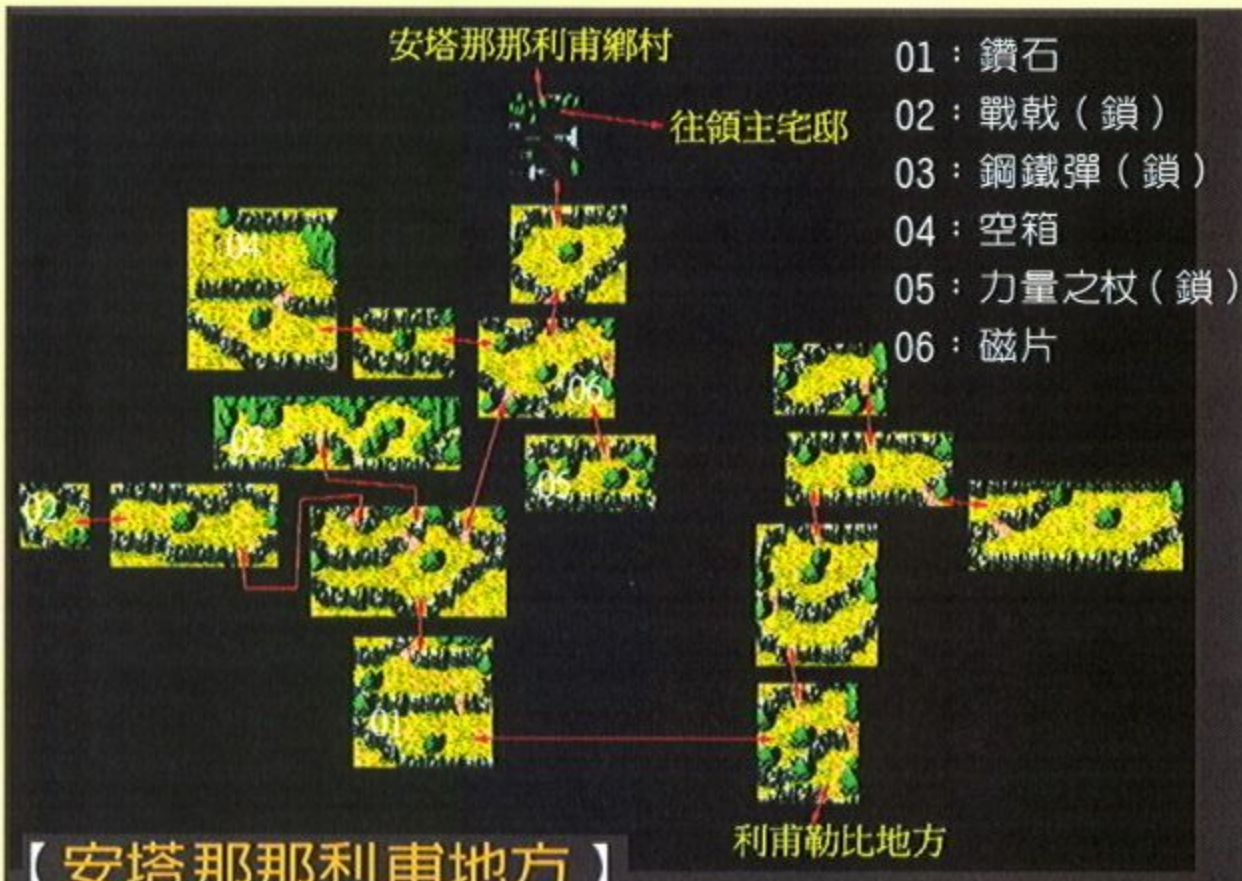 安塔那那利甫鄉村
往領主宅邸
01：鑽石
02：戰戟（鎖）
03：鋼鐵彈（鎖）
04：空箱
05：力量之杖（鎖）
06：磁片
04
06
03
05
02
01
利甫勒比地方
【安塔那那利甫地方】